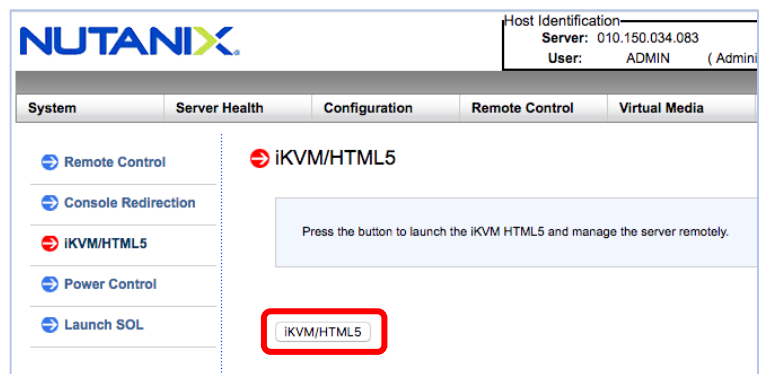 NUTANIX.
Host Identification
Server: 010.150.034.083
User: ADMIN ( Admini
System Server Health Configuration Remote Control Virtual Media
Remote Control
Console Redirection
iKVM/HTML5
Power Control
Launch SOL
iKVM/HTML5
Press the button to launch the iKVM HTML5 and manage the server remotely.
iKVM/HTML5